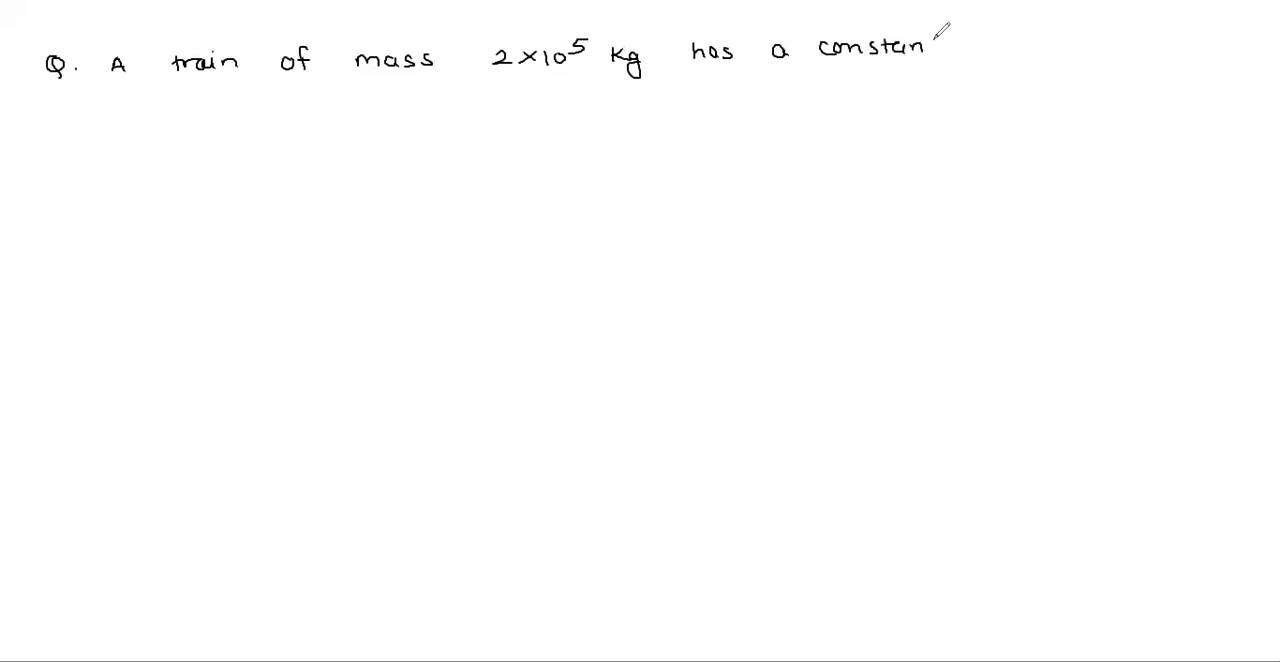 Q. A train of mass 2×10⁵ kg has a constan